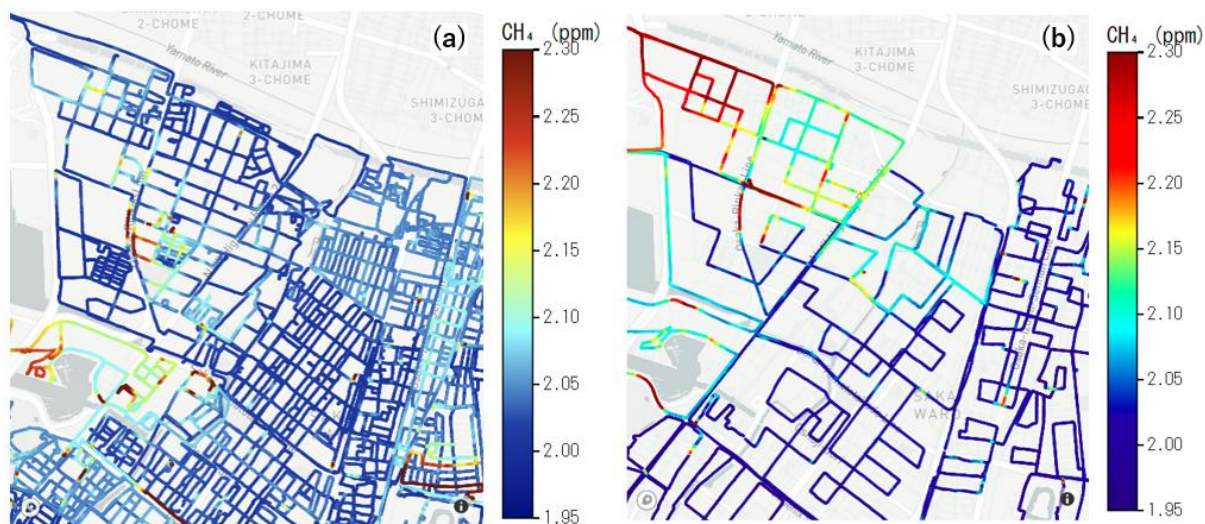 (a)
2-CHOME
2-CHOME
Yamato River
KITAJIMA
3-CHOME
SHIMIZUGA
3-CHOME
CH₄ (ppm)
2.30
2.25
2.20
2.15
2.10
2.05
2.00
1.95
(b)
Yamato River
KITAJIMA
3-CHOME
SHIMIZUGA
3-CHOME
Osaka-Rinkai Line
SAKA
WARD
CH₄ (ppm)
2.30
2.25
2.20
2.15
2.10
2.05
2.00
1.95